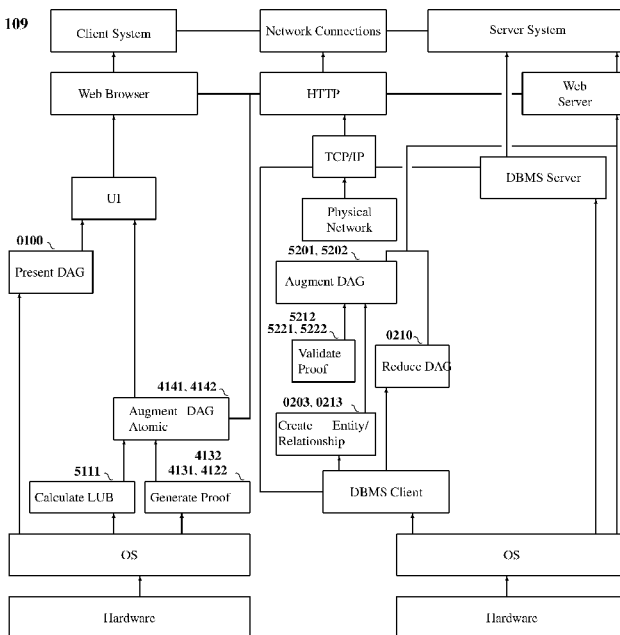 109
Client System
Network Connections
Server System
Web Browser
HTTP
Web
Server
TCP/IP
DBMS Server
UI
Physical
Network
0100
Present DAG
5201, 5202
Augment DAG
5212
5221, 5222
Validate
Proof
0210
Reduce DAG
4141, 4142
Augment DAG
Atomic
0203, 0213
Create Entity/
Relationship
4132
5111
4131, 4122
Calculate LUB
Generate Proof
DBMS Client
OS
OS
Hardware
Hardware